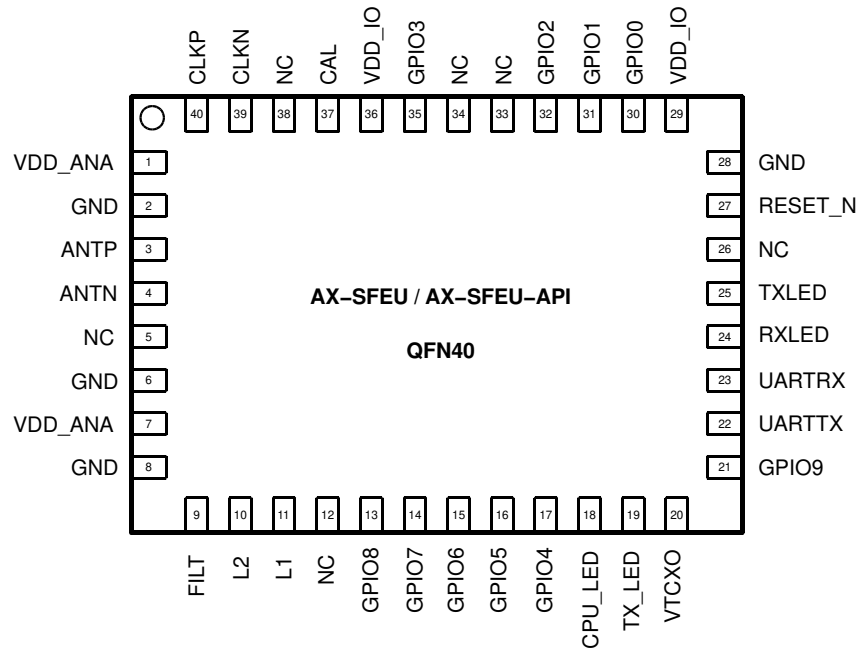 CLKP
CLKN
NC
CAL
VDD_IO
GPIO3
NC
NC
GPIO2
GPIO1
GPIO0
VDD_IO
40 39 38 37 36 35 34 33 32 31 30 29
VDD_ANA 1
GND 2
ANTP 3
ANTN 4
NC 5
GND 6
VDD_ANA 7
GND 8
AX−SFEU / AX−SFEU−API
QFN40
28 GND
27 RESET_N
26 NC
25 TXLED
24 RXLED
23 UARTRX
22 UARTTX
21 GPIO9
9 10 11 12 13 14 15 16 17 18 19 20
FILT
L2
L1
NC
GPIO8
GPIO7
GPIO6
GPIO5
GPIO4
CPU_LED
TX_LED
VTCXO